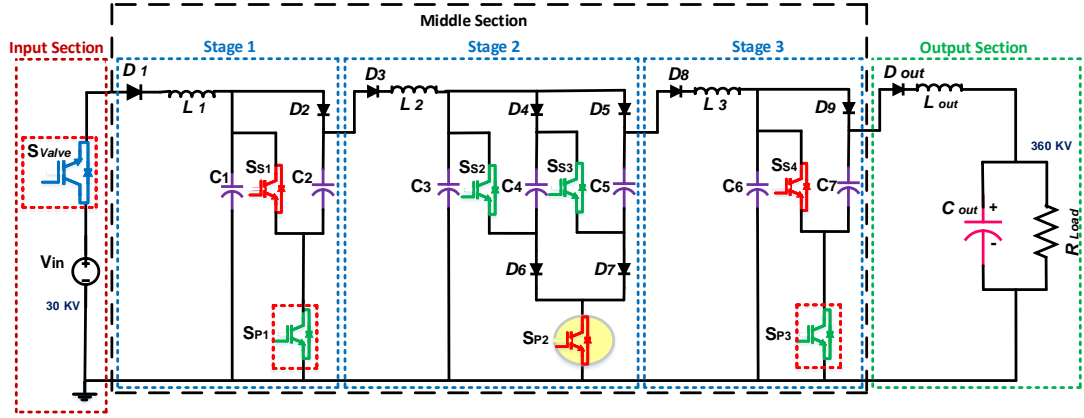 Middle Section
Input Section
Stage 1
Stage 2
Stage 3
Output Section
D 1
L 1
D2
D3
L 2
D4
D5
D8
L 3
D9
D out
L out
SValve
C1
SS1
C2
C3
SS2
C4
SS3
C5
C6
SS4
C7
360 KV
C out
+
-
R Load
Vin
+
-
30 KV
D6
D7
SP1
SP2
SP3